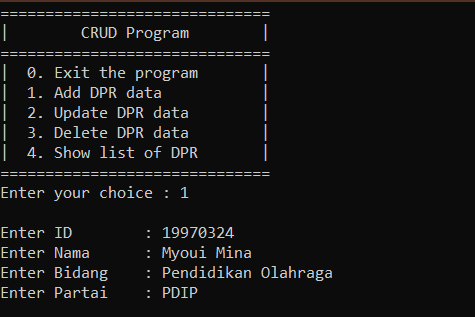 ==============================
|        CRUD Program        |
==============================
|  0. Exit the program       |
|  1. Add DPR data           |
|  2. Update DPR data        |
|  3. Delete DPR data        |
|  4. Show list of DPR       |
==============================
Enter your choice : 1

Enter ID        : 19970324
Enter Nama      : Myoui Mina
Enter Bidang    : Pendidikan Olahraga
Enter Partai    : PDIP